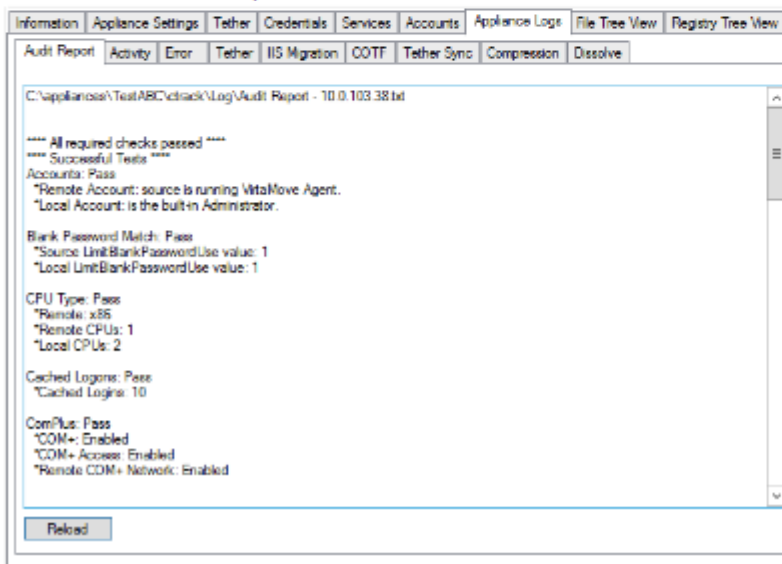 Information Appliance Settings Tether Credentials Services Accounts Appliance Logs File Tree View Registry Tree View
Audit Report Activity Error Tether IIS Migration COTF Tether Sync Compression Dissolve
C:\appliances\TestABC\ctrack\Log\Audit Report - 10.0.103.38.txt
**** All required checks passed ****
**** Successful Tests ****
Accounts: Pass
*Remote Account: source is running VirtaMove Agent.
*Local Account: is the built-in Administrator.
Blank Password Match: Pass
*Source LimitBlankPasswordUse value: 1
*Local LimitBlankPasswordUse value: 1
CPU Type: Pass
*Remote: x86
*Remote CPUs: 1
*Local CPUs: 2
Cached Logons: Pass
*Cached Logins: 10
ComPlus: Pass
*COM+: Enabled
*COM+ Access: Enabled
*Remote COM+ Network: Enabled
Reload